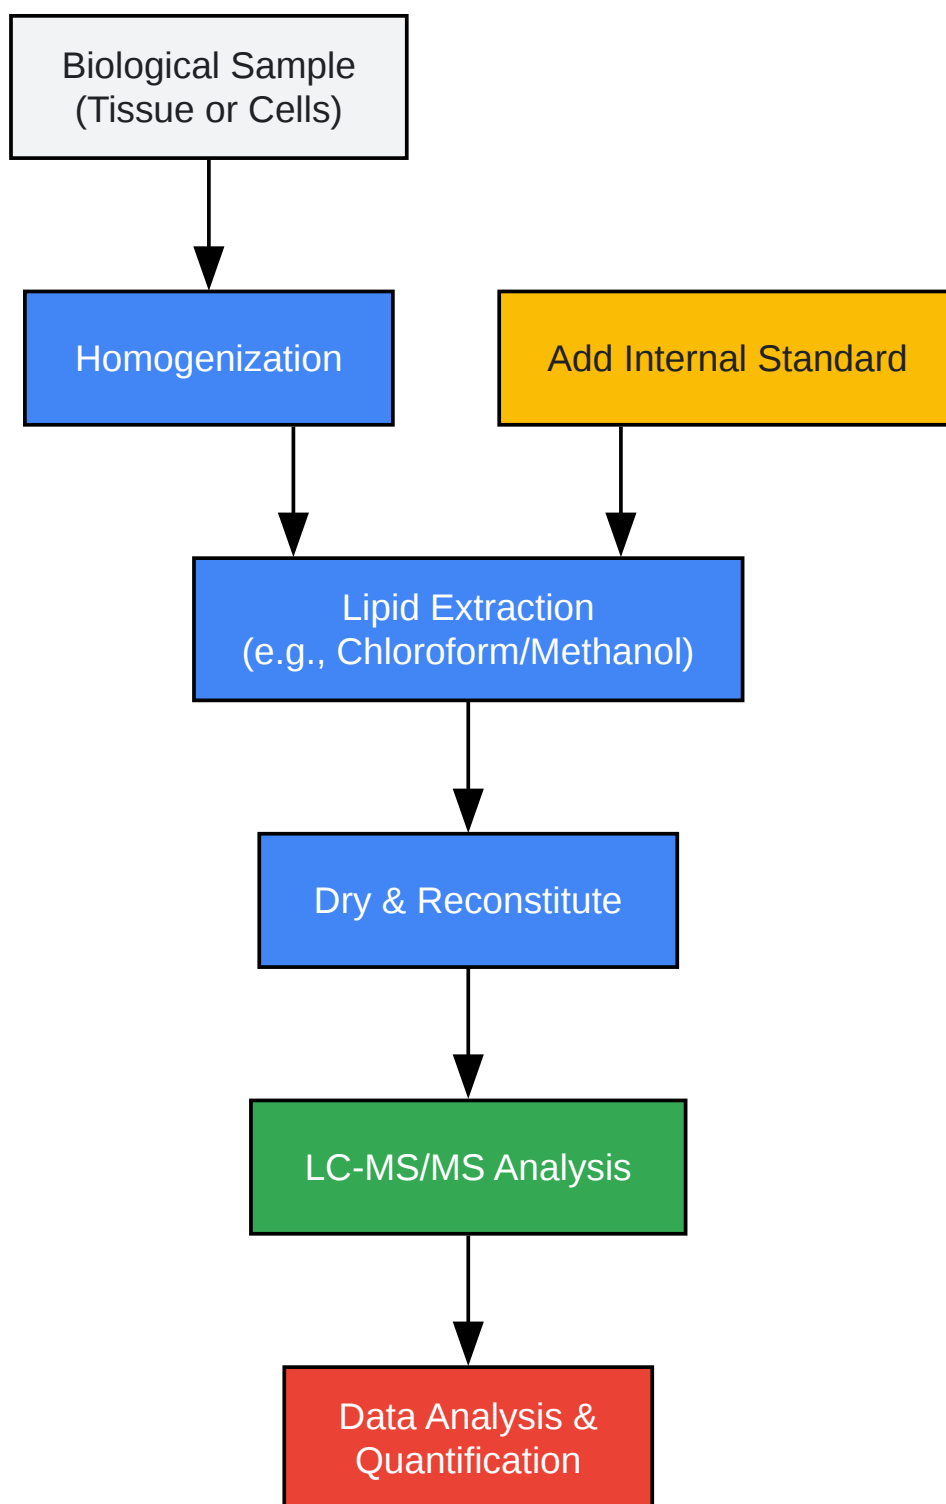 Biological Sample
(Tissue or Cells)
Homogenization
Add Internal Standard
Lipid Extraction
(e.g., Chloroform/Methanol)
Dry & Reconstitute
LC-MS/MS Analysis
Data Analysis &
Quantification